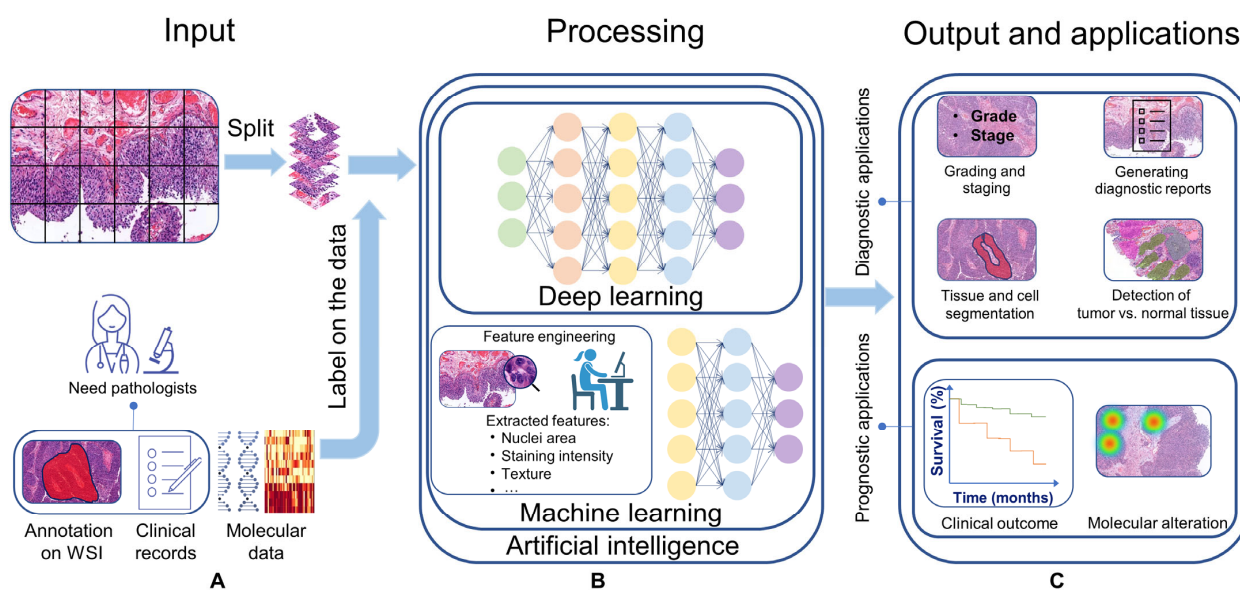 Input
Processing
Output and applications
Split
Label on the data
Need pathologists
Annotation
on WSI
Clinical
records
Molecular
data
A
Deep learning
Feature engineering
Extracted features:
• Nuclei area
• Staining intensity
• Texture
• ...
Machine learning
Artificial intelligence
B
Diagnostic applications
• Grade
• Stage
Grading and
staging
Generating
diagnostic reports
Tissue and cell
segmentation
Detection of
tumor vs. normal tissue
Prognostic applications
Survival (%)
Time (months)
Clinical outcome
Molecular alteration
C